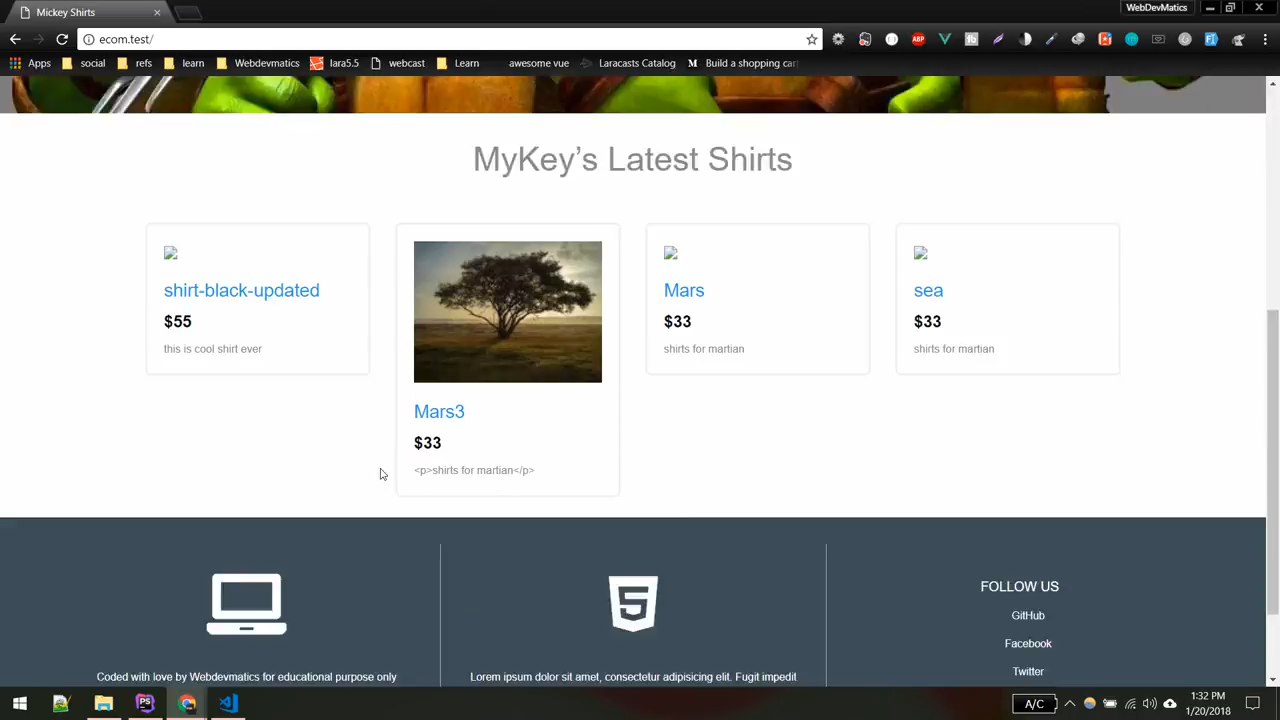 Mickey Shirts
WebDevMatics
ecom.test/
Apps social refs learn Webdevmatics lara5.5 webcast Learn awesome vue Laracasts Catalog Build a shopping car
MyKey’s Latest Shirts
shirt-black-updated
$55
this is cool shirt ever
Mars3
$33
<p>shirts for martian</p>
Mars
$33
shirts for martian
sea
$33
shirts for martian
Coded with love by Webdevmatics for educational purpose only
Lorem ipsum dolor sit amet, consectetur adipisicing elit. Fugit impedit
FOLLOW US
GitHub
Facebook
Twitter
A/C
1:32 PM
1/20/2018